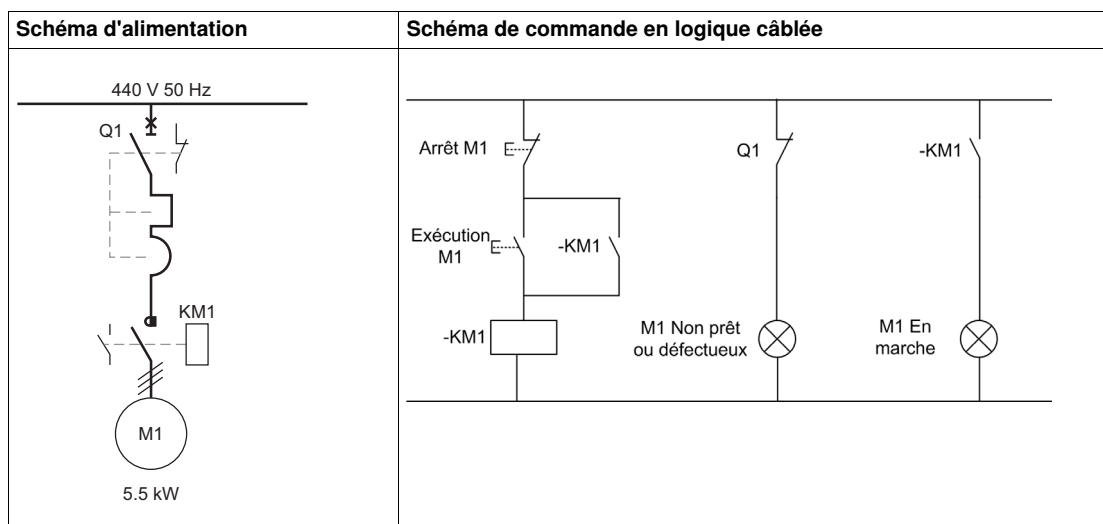 Schéma d'alimentation
Schéma de commande en logique câblée
440 V 50 Hz
Q1
KM1
M1
5.5 kW
Arrêt M1
Q1
-KM1
Exécution
M1
-KM1
-KM1
M1 Non prêt
ou défectueux
M1 En
marche